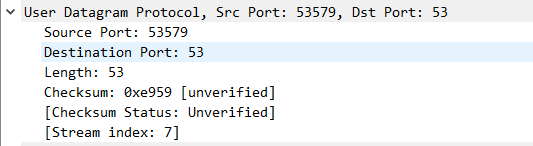 User Datagram Protocol, Src Port: 53579, Dst Port: 53
Source Port: 53579
Destination Port: 53
Length: 53
Checksum: 0xe959 [unverified]
[Checksum Status: Unverified]
[Stream index: 7]